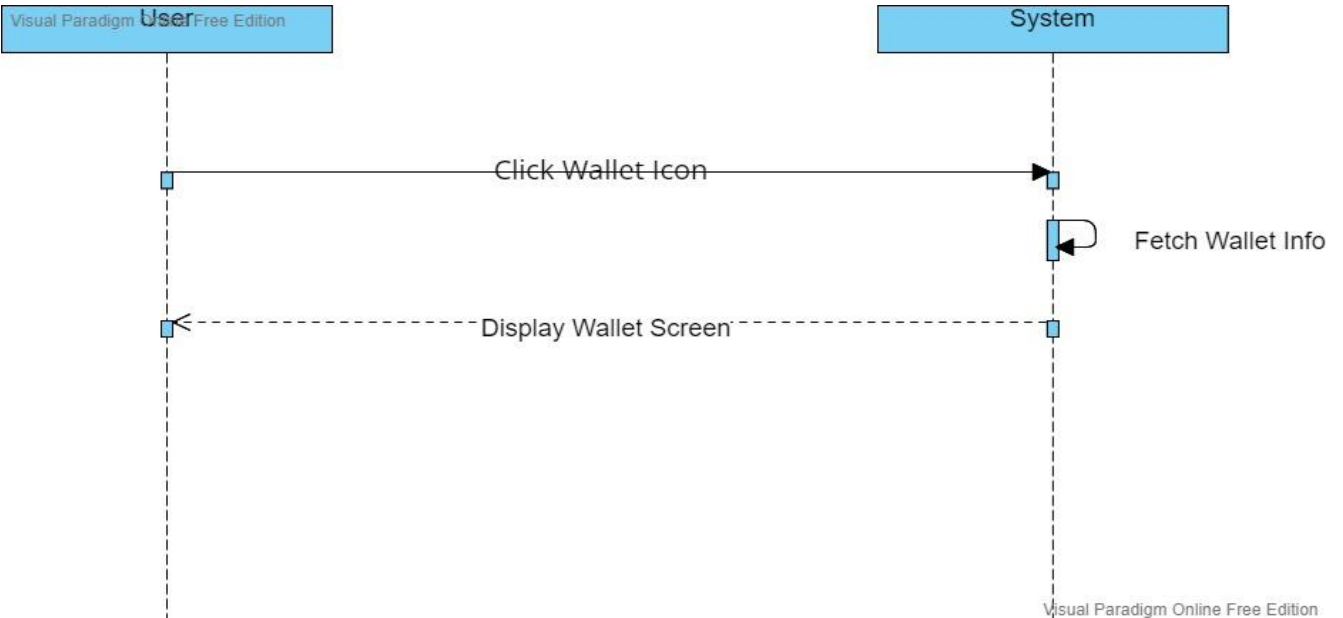 Visual Paradigm Online Free Edition
User
System
Click Wallet Icon
Fetch Wallet Info
Display Wallet Screen
Visual Paradigm Online Free Edition